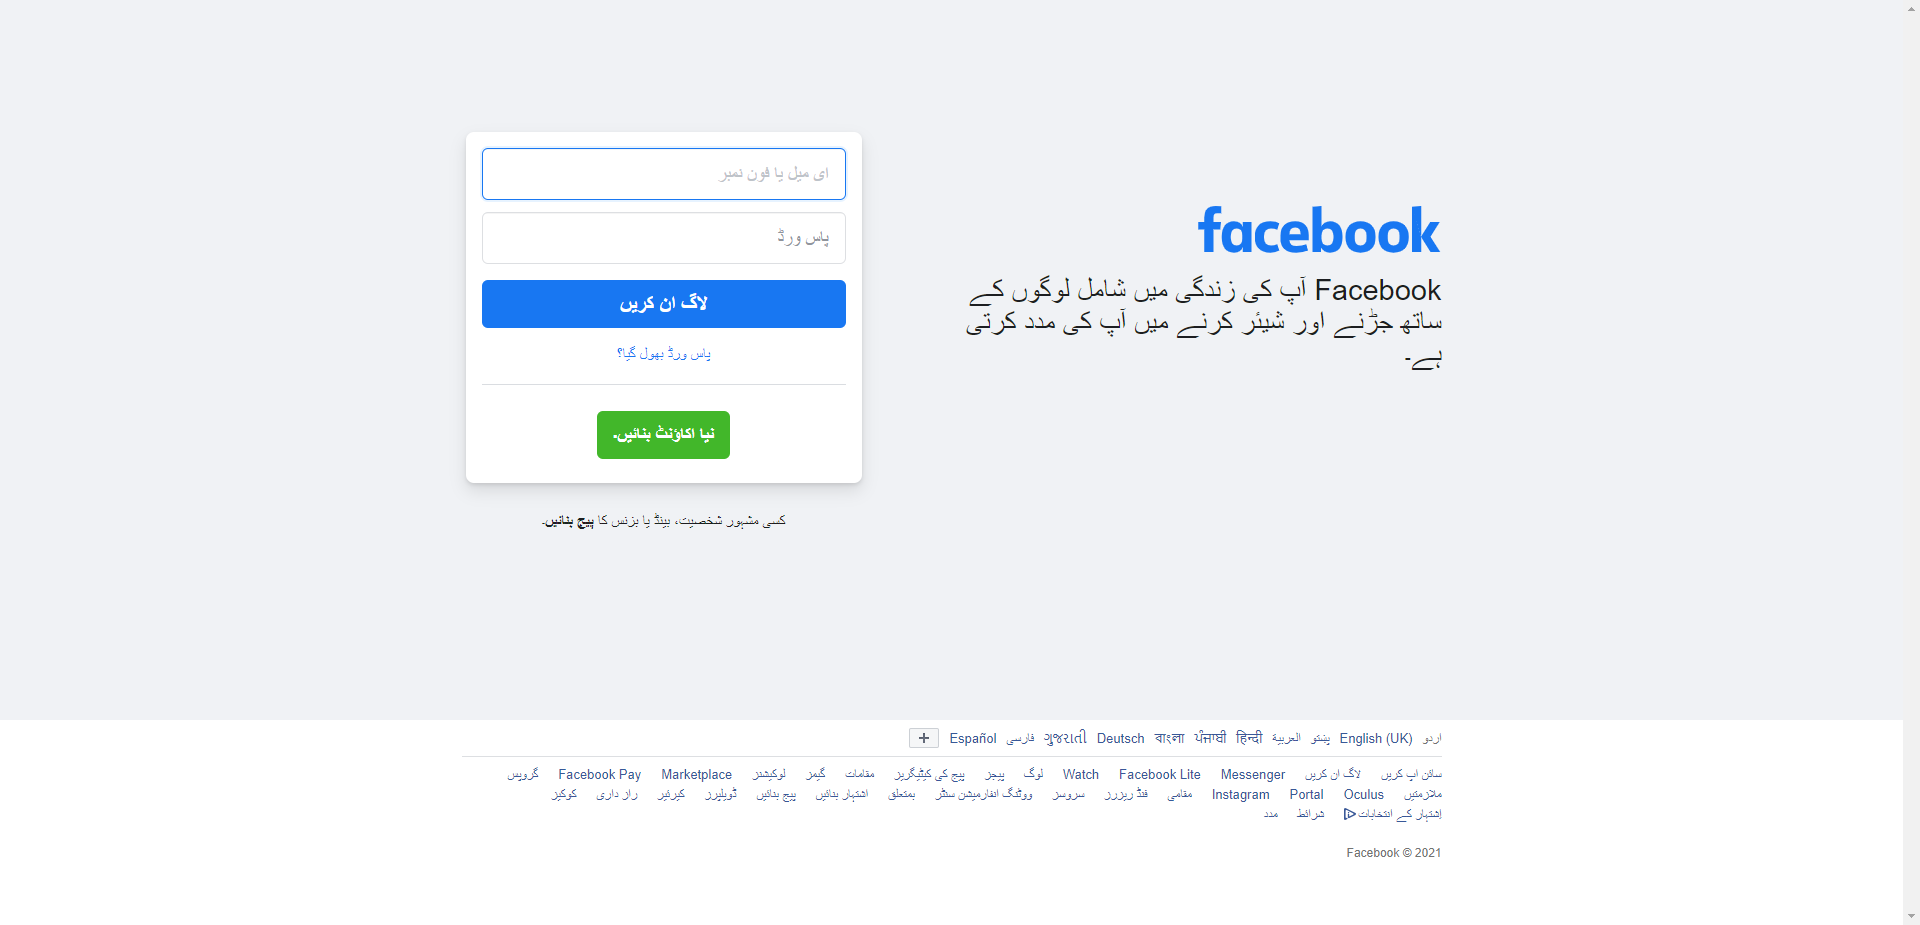 facebook
Facebook آپ کی زندگی میں شامل لوگوں کے
ساتھ جڑنے اور شیئر کرنے میں آپ کی مدد کرتی
ہے۔
ای میل یا فون نمبر
پاس ورڈ
لاگ ان کریں
پاس ورڈ بھول گیا؟
نیا اکاؤنٹ بنائیں۔
کسی مشہور شخصیت، بینڈ یا بزنس کا پیج بنائیں۔
اردو English (UK) پښتو العربية हिन्दी ਪੰਜਾਬੀ বাংলা Deutsch ગુજરાતી فارسی Español
سائن اپ کریں لاگ ان کریں Messenger Facebook Lite Watch لوگ پیجز پیج کی کیٹیگریز مقامات گیمز لوکیشنز Marketplace Facebook Pay گروپس
ملازمتیں Oculus Portal Instagram مقامی فنڈ ریزرز سروسز ووٹنگ انفارمیشن سنٹر بمتعلق اشتہار بنائیں پیج بنائیں ڈویلپرز کیرئیر راز داری کوکیز
اِشتہار کے انتخابات شرائط مدد
Facebook © 2021